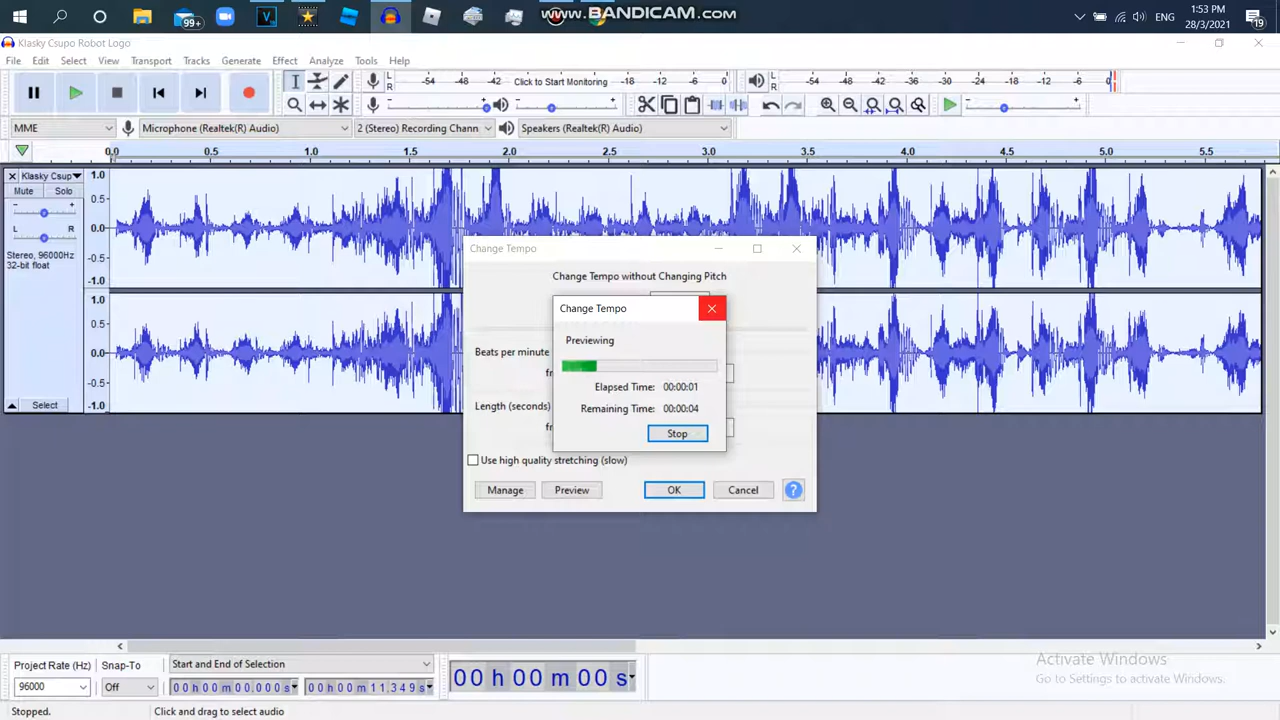 99+
V
www.BANDICAM.com
ENG
1:53 PM
28/3/2021
19
Klasky Csupo Robot Logo
File Edit Select View Transport Tracks Generate Effect Analyze Tools Help
L R -54 -48 -42 Click to Start Monitoring -18 -12 -6 0
L R -54 -48 -42 -36 -30 -24 -18 -12 -6 0
MME Microphone (Realtek(R) Audio) 2 (Stereo) Recording Chann Speakers (Realtek(R) Audio)
0.0 0.5 1.0 1.5 2.0 2.5 3.0 3.5 4.0 4.5 5.0 5.5
Klasky Csup
Mute Solo
- +
L R
Stereo, 96000Hz
32-bit float
Select
1.0
0.5
0.0
-0.5
-1.0
1.0
0.5
0.0
-0.5
-1.0
Change Tempo
Change Tempo without Changing Pitch
Beats per minute
fr
Length (seconds)
fr
Use high quality stretching (slow)
Manage Preview OK Cancel ?
Change Tempo
Previewing
Elapsed Time: 00:00:01
Remaining Time: 00:00:04
Stop
Project Rate (Hz) Snap-To Start and End of Selection
96000 Off 00 h 00 m 00.000 s 00 h 00 m 11.349 s
00 h 00 m 00 s
Activate Windows
Go to Settings to activate Windows.
Stopped. Click and drag to select audio